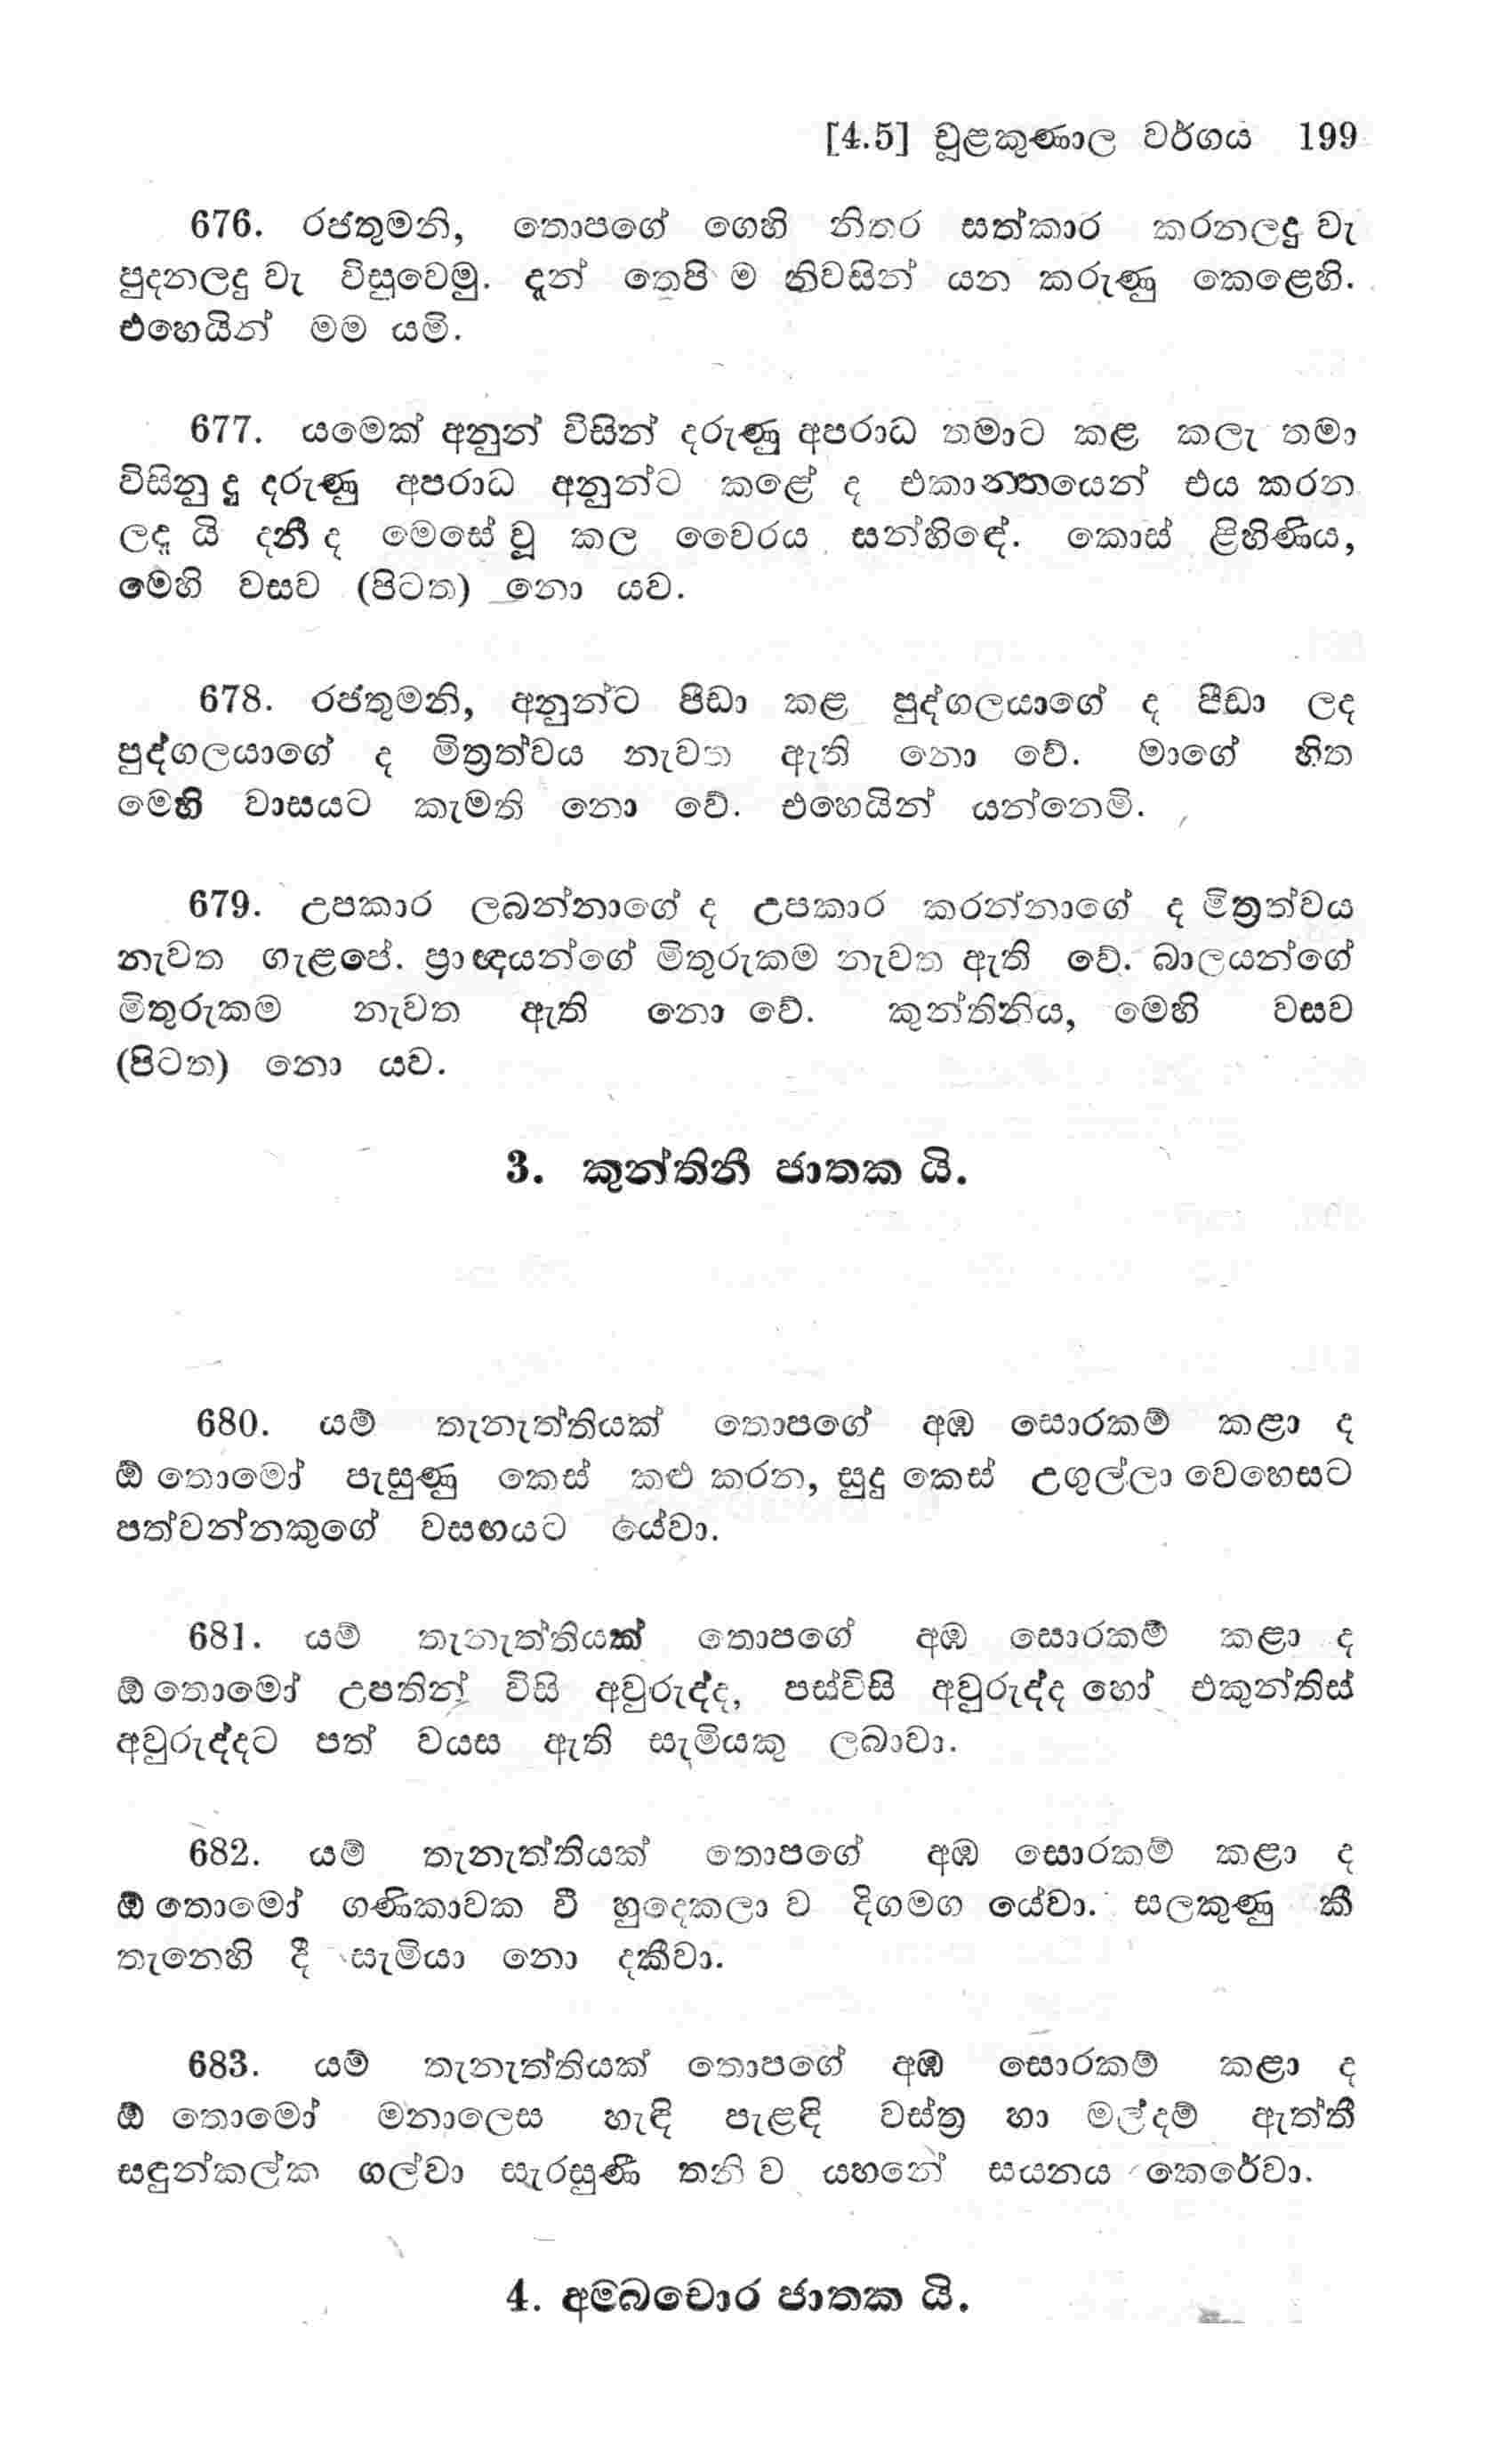 [4.5] චූළකුණාල වර්ගය 199
676. රජතුමනි, තොපගේ ගෙහි නිතර සත්කාර කරනලදු වැ
පුදනලදු වැ විසුවෙමු. දැන් තෙපි ම නිවසින් යන කරුණු කෙළෙහි.
එහෙයින් මම යමි.
677. යමෙක් අනුන් විසින් දරුණු අපරාධ තමාට කළ කලැ තමා
විසිනු දු දරුණු අපරාධ අනුන්ට කළේ ද එකාන්තයෙන් එය කරන
ලදැ යි දනී ද මෙසේ වූ කල වෛරය සන්හිඳේ. කොස් ළිහිණිය,
මෙහි වසව (පිටත) නො යව.
678. රජතුමනි, අනුන්ට පීඩා කළ පුද්ගලයාගේ ද පීඩා ලද
පුද්ගලයාගේ ද මිත්‍රත්වය නැවත ඇති නො වේ. මාගේ හිත
මෙහි වාසයට කැමති නො වේ. එහෙයින් යන්නෙමි.
679. උපකාර ලබන්නාගේ ද උපකාර කරන්නාගේ ද මිත්‍රත්වය
නැවත ගැළපේ. ප්‍රාඥයන්ගේ මිතුරුකම නැවත ඇති වේ. බාලයන්ගේ
මිතුරුකම නැවත ඇති නො වේ. කුන්තිනිය, මෙහි වසව
(පිටත) නො යව.
3. කුන්තිනී ජාතක යි.
680. යම් තැනැත්තියක් තොපගේ අඹ සොරකම් කළා ද
ඕ තොමෝ පැසුණු කෙස් කළු කරන, සුදු කෙස් උගුල්ලා වෙහෙසට
පත්වන්නකුගේ වසඟයට යේවා.
681. යම් තැනැත්තියක් තොපගේ අඹ සොරකම් කළා ද
ඕ තොමෝ උපතින් විසි අවුරුද්ද, පස්විසි අවුරුද්ද හෝ එකුන්තිස්
අවුරුද්දට පත් වයස ඇති සැමියකු ලබාවා.
682. යම් තැනැත්තියක් තොපගේ අඹ සොරකම් කළා ද
ඕ තොමෝ ගණිකාවක වී හුදෙකලා ව දිගමග යේවා. සලකුණු කී
තැනෙහි දී සැමියා නො දකීවා.
683. යම් තැනැත්තියක් තොපගේ අඹ සොරකම් කළා ද
ඕ තොමෝ මනාලෙස හැඳි පැළඳි වස්ත්‍ර හා මල්දම් ඇත්තී
සඳුන්කල්ක ගල්වා සැරසුණී තනි ව යහනේ සයනය කෙරේවා.
4. අම්බචොර ජාතක යි.